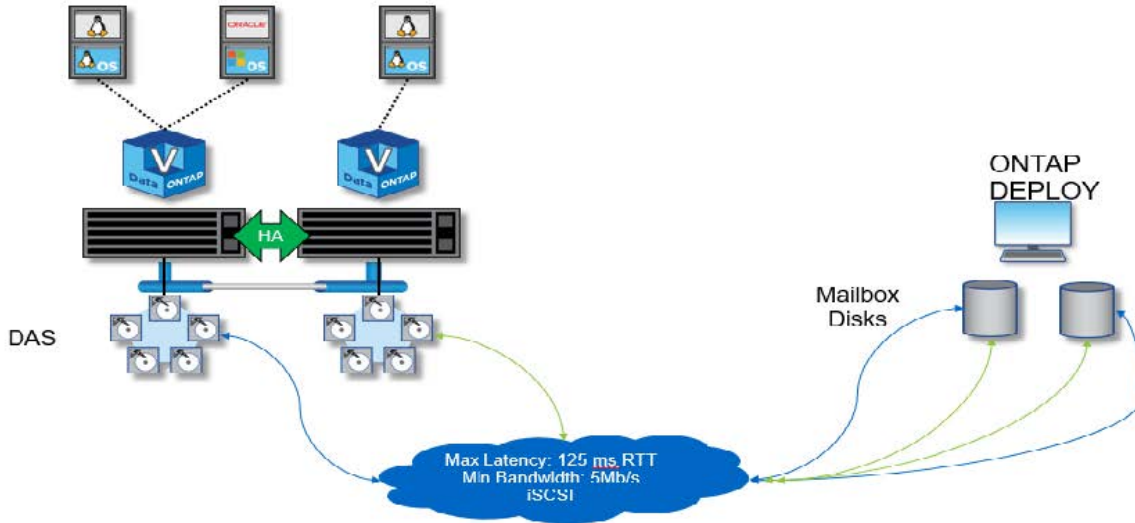 ORACLE
OS
OS
OS
V
Data ONTAP
V
Data ONTAP
HA
ONTAP
DEPLOY
Mailbox
Disks
DAS
Max Latency: 125 ms RTT
Min Bandwidth: 5Mb/s
iSCSI